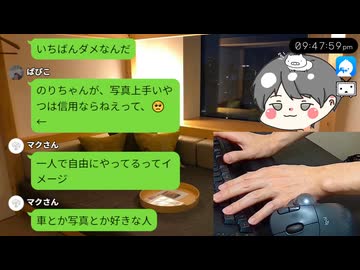 09:47:59pm
いちばんダメなんだ
ぱぴこ
のりちゃんが、写真上手いや
つは信用ならねえって、🥺
←
マクさん
一人で自由にやってるってイ
メージ
マクさん
車とか写真とか好きな人